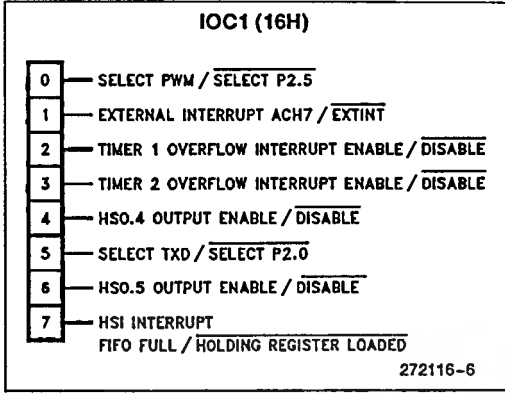 IOC1 (16H)
0 SELECT PWM / SELECT P2.5
1 EXTERNAL INTERRUPT ACH7 / EXTINT
2 TIMER 1 OVERFLOW INTERRUPT ENABLE / DISABLE
3 TIMER 2 OVERFLOW INTERRUPT ENABLE / DISABLE
4 HSO.4 OUTPUT ENABLE / DISABLE
5 SELECT TXD / SELECT P2.0
6 HSO.5 OUTPUT ENABLE / DISABLE
7 HSI INTERRUPT
FIFO FULL / HOLDING REGISTER LOADED
272116-6